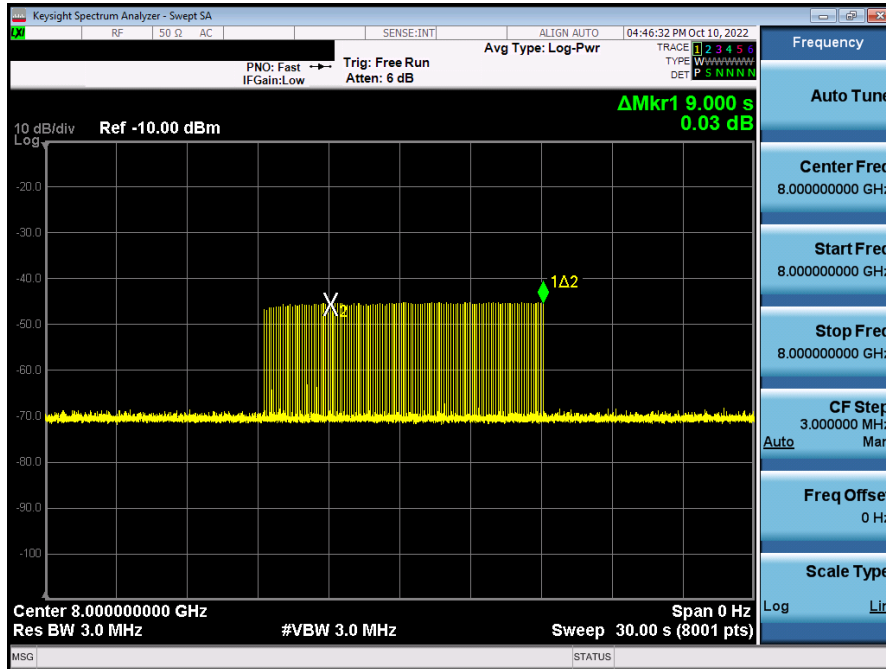 Keysight Spectrum Analyzer - Swept SA
LXI RF 50 Ω AC SENSE:INT ALIGN AUTO 04:46:32 PM Oct 10, 2022
Frequency
Avg Type: Log-Pwr
TRACE 1 2 3 4 5 6
TYPE WWWWWWW
DET P S N N N N
PNO: Fast
IFGain:Low
Trig: Free Run
Atten: 6 dB
Auto Tune
ΔMkr1 9.000 s
0.03 dB
10 dB/div
Log
Ref -10.00 dBm
Center Freq
8.000000000 GHz
-20.0
-30.0
Start Freq
8.000000000 GHz
-40.0
1Δ2
X2
-50.0
Stop Freq
8.000000000 GHz
-60.0
-70.0
CF Step
3.000000 MHz
Auto Man
-80.0
-90.0
Freq Offset
0 Hz
-100
Scale Type
Log Lin
Center 8.000000000 GHz
Span 0 Hz
Res BW 3.0 MHz
#VBW 3.0 MHz
Sweep 30.00 s (8001 pts)
MSG
STATUS